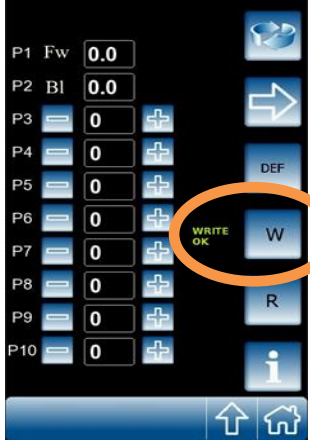 P1 Fw 0.0
P2 Bl 0.0
P3 0
P4 0
DEF
P5 0
P6 0
WRITE
OK
W
P7 0
P8 0
R
P9 0
P10 0
i